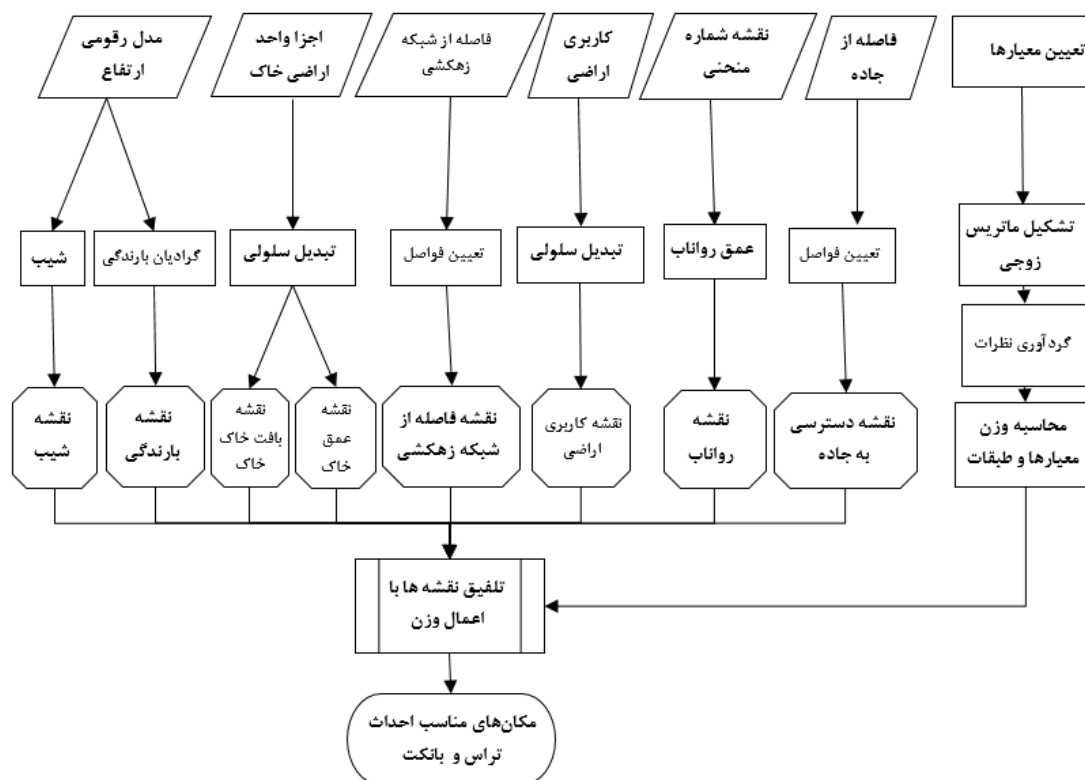 تعیین معیارها
فاصله از
جاده
نقشه شماره
منحنی
کاربری
اراضی
فاصله از شبکه
زهکشی
اجزا واحد
اراضی خاک
مدل رقومی
ارتفاع
تشکیل ماتریس
زوجی
تعیین فواصل
عمق رواناب
تبدیل سلولی
تعیین فواصل
تبدیل سلولی
گرادیان بارندگی
شیب
گردآوری نظرات
محاسبه وزن
معیارها و طبقات
نقشه دسترسی
به جاده
نقشه
رواناب
نقشه کاربری
اراضی
نقشه فاصله از
شبکه زهکشی
نقشه
عمق
خاک
نقشه
بافت خاک
خاک
نقشه
بارندگی
نقشه
شیب
تلفیق نقشه ها با
اعمال وزن
مکان‌های مناسب احداث
تراس و بانکت